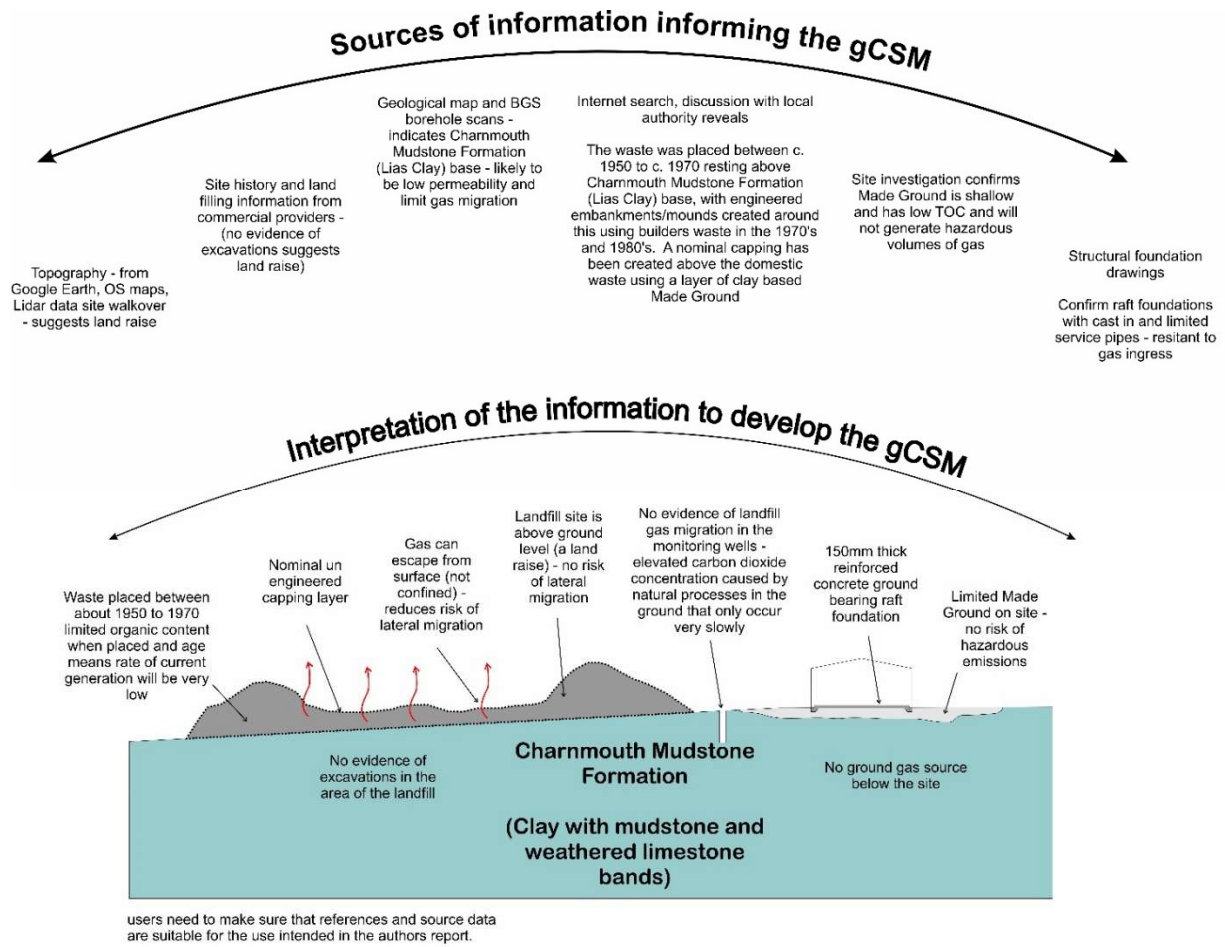 Sources of information informing the gCSM
Topography - from
Google Earth, OS maps,
Lidar data site walkover
- suggests land raise
Site history and land
filling information from
commercial providers -
(no evidence of
excavations suggests
land raise)
Geological map and BGS
borehole scans -
indicates Charnmouth
Mudstone Formation
(Lias Clay) base - likely to
be low permeability and
limit gas migration
Internet search, discussion with local
authority reveals
The waste was placed between c.
1950 to c. 1970 resting above
Charnmouth Mudstone Formation
(Lias Clay) base, with engineered
embankments/mounds created around
this using builders waste in the 1970's
and 1980's. A nominal capping has
been created above the domestic
waste using a layer of clay based
Made Ground
Site investigation confirms
Made Ground is shallow
and has low TOC and will
not generate hazardous
volumes of gas
Structural foundation
drawings
Confirm raft foundations
with cast in and limited
service pipes - resitant to
gas ingress
Interpretation of the information to develop the gCSM
Waste placed between
about 1950 to 1970
limited organic content
when placed and age
means rate of current
generation will be very
low
Nominal un
engineered
capping layer
Gas can
escape from
surface (not
confined) -
reduces risk of
lateral migration
Landfill site is
above ground
level (a land
raise) - no risk
of lateral
migration
No evidence of landfill
gas migration in the
monitoring wells -
elevated carbon dioxide
concentration caused by
natural processes in the
ground that only occur
very slowly
150mm thick
reinforced
concrete ground
bearing raft
foundation
Limited Made
Ground on site -
no risk of
hazardous
emissions
No evidence of
excavations in the
area of the landfill
Charnmouth Mudstone
Formation
(Clay with mudstone and
weathered limestone
bands)
No ground gas source
below the site
users need to make sure that references and source data
are suitable for the use intended in the authors report.